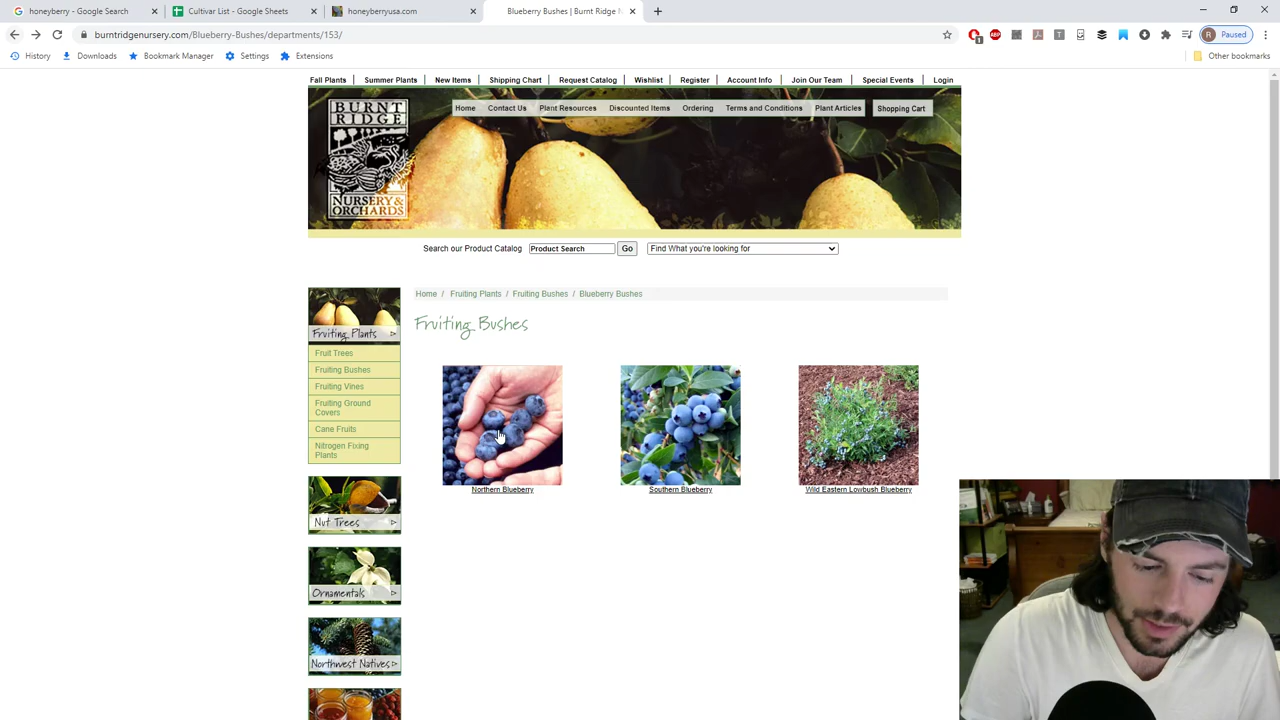 honeyberry - Google Search
Cultivar List - Google Sheets
honeyberryusa.com
Blueberry Bushes | Burnt Ridge N
burntridgenursery.com/Blueberry-Bushes/departments/153/
R Paused
History Downloads Bookmark Manager Settings Extensions Other bookmarks
Fall Plants Summer Plants New Items Shipping Chart Request Catalog Wishlist Register Account Info Join Our Team Special Events Login
Home Contact Us Plant Resources Discounted Items Ordering Terms and Conditions Plant Articles Shopping Cart
BURNT
RIDGE
NURSERY &
ORCHARDS
Search our Product Catalog Product Search Go Find What you're looking for
Home / Fruiting Plants / Fruiting Bushes / Blueberry Bushes
Fruiting Bushes
Fruiting Plants
Fruit Trees
Fruiting Bushes
Fruiting Vines
Fruiting Ground
Covers
Cane Fruits
Nitrogen Fixing
Plants
Nut Trees
Ornamentals
Northwest Natives
Northern Blueberry
Southern Blueberry
Wild Eastern Lowbush Blueberry